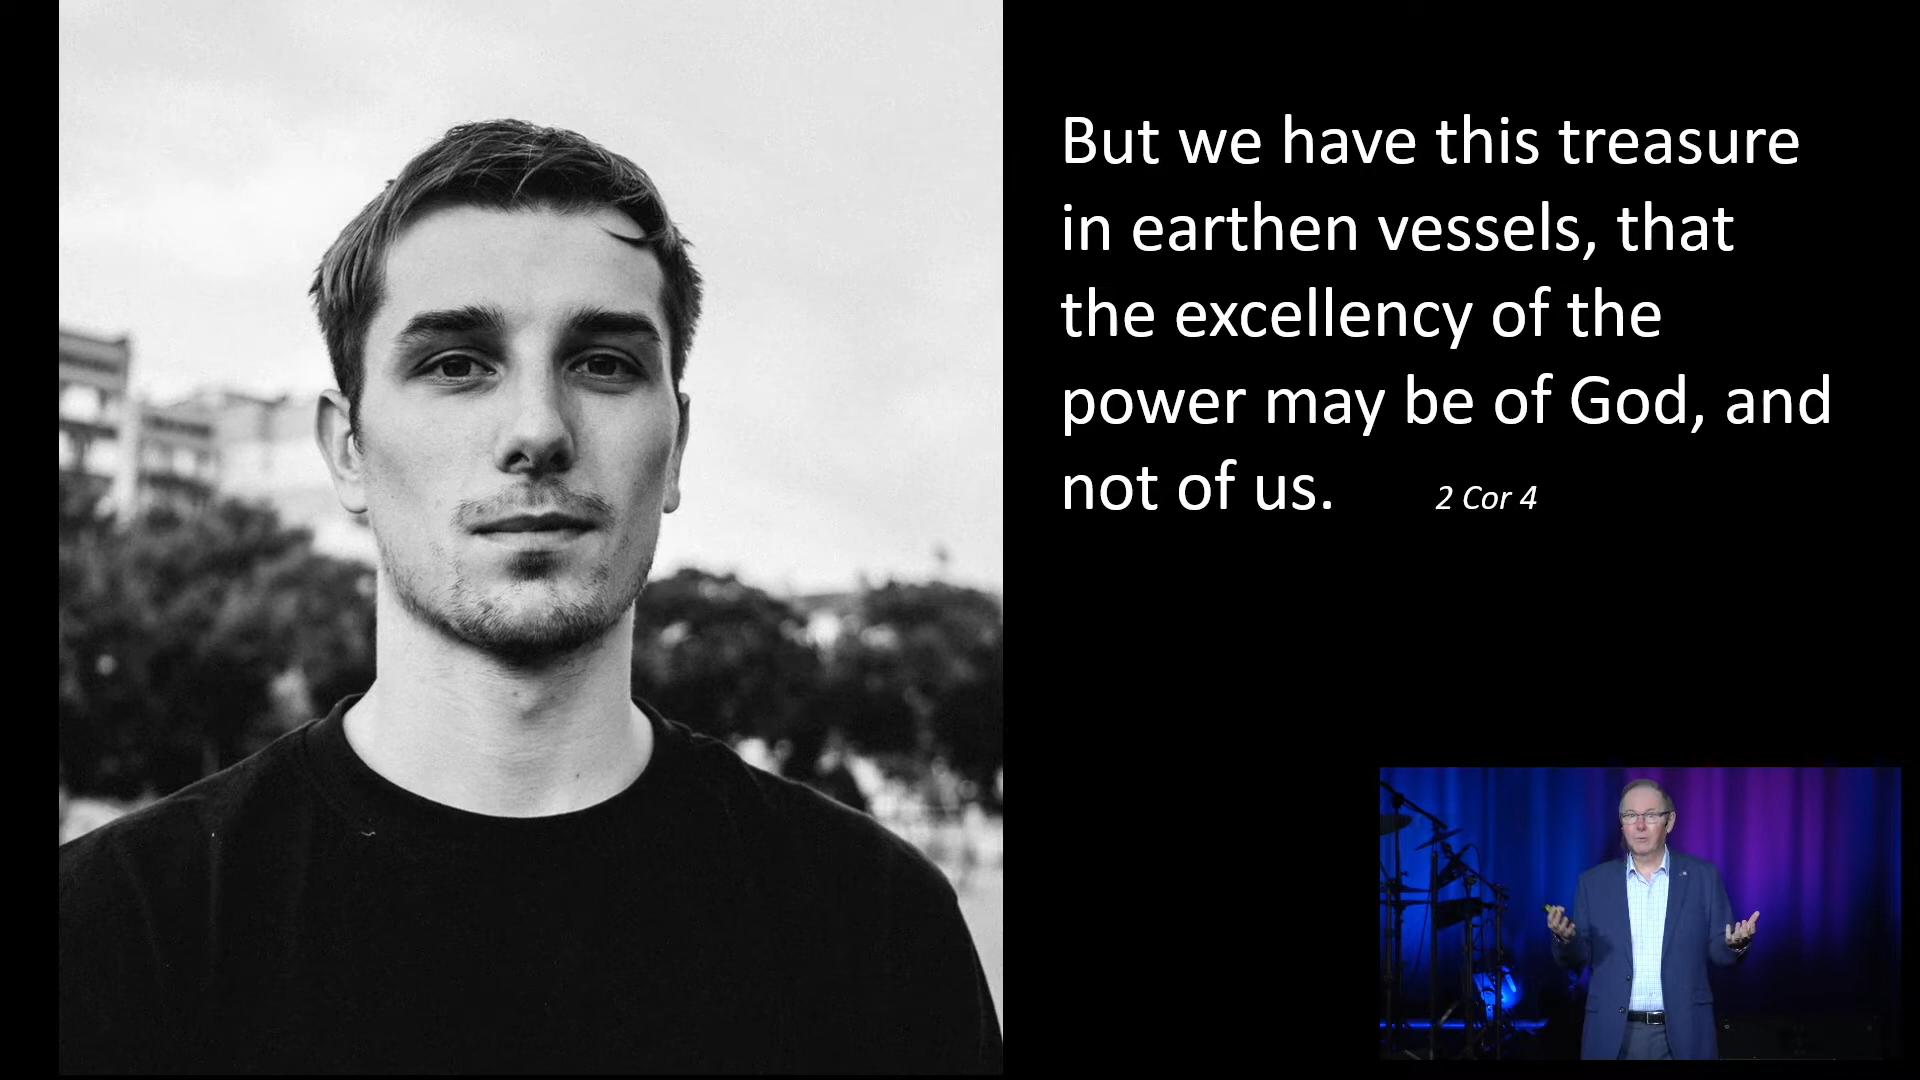 But we have this treasure
in earthen vessels, that
the excellency of the
power may be of God, and
not of us. 2 Cor 4